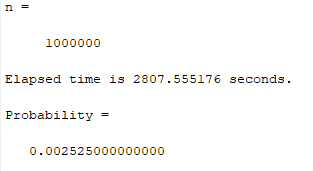 n =
1000000
Elapsed time is 2807.555176 seconds.
Probability =
0.002525000000000